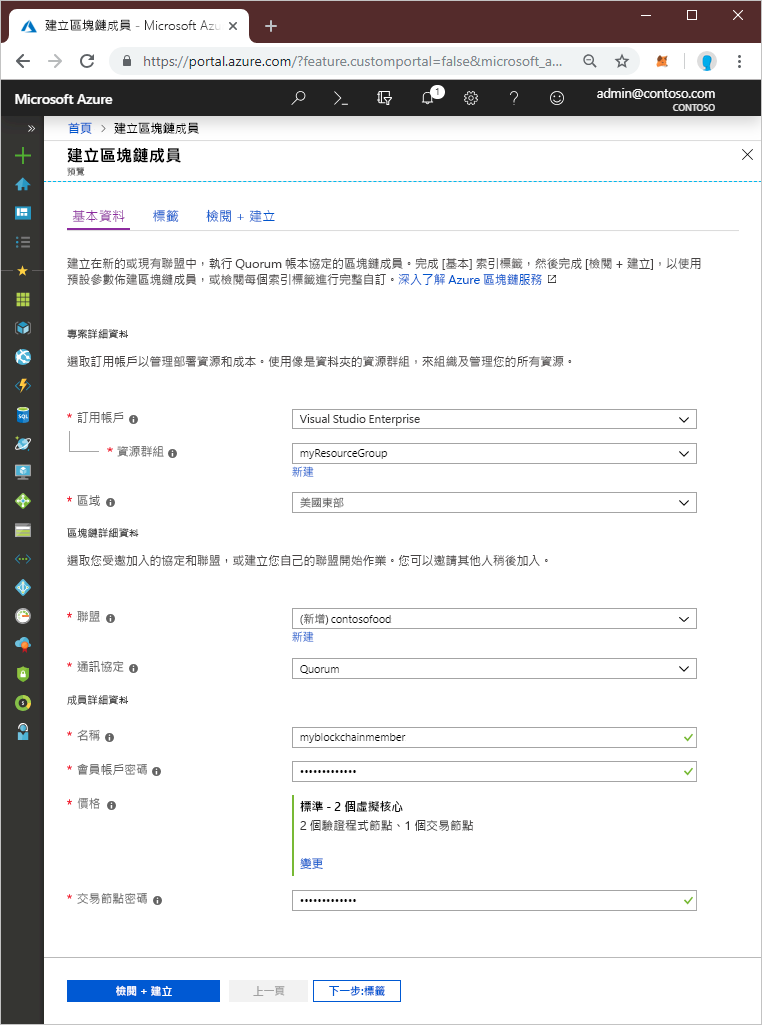 建立區塊鏈成員 - Microsoft Azu
https://portal.azure.com/?feature.customportal=false&microsoft_a...
Microsoft Azure
1
admin@contoso.com
CONTOSO
首頁 > 建立區塊鏈成員
建立區塊鏈成員
預覽
基本資料 標籤 檢閱 + 建立
建立在新的或現有聯盟中，執行 Quorum 帳本協定的區塊鏈成員。完成 [基本] 索引標籤，然後完成 [檢閱 + 建立]，以使用
預設參數佈建區塊鏈成員，或檢閱每個索引標籤進行完整自訂。深入了解 Azure 區塊鏈服務
專案詳細資料
選取訂用帳戶以管理部署資源和成本。使用像是資料夾的資源群組，來組織及管理您的所有資源。
* 訂用帳戶 Visual Studio Enterprise
* 資源群組 myResourceGroup
新建
* 區域 美國東部
區塊鏈詳細資料
選取您受邀加入的協定和聯盟，或建立您自己的聯盟開始作業。您可以邀請其他人稍後加入。
* 聯盟 (新增) contosofood
新建
* 通訊協定 Quorum
成員詳細資料
* 名稱 myblockchainmember
* 會員帳戶密碼 •••••••••••••
* 價格 標準 - 2 個虛擬核心
2 個驗證程式節點、1 個交易節點
變更
* 交易節點密碼 •••••••••••••
檢閱 + 建立 上一頁 下一步:標籤